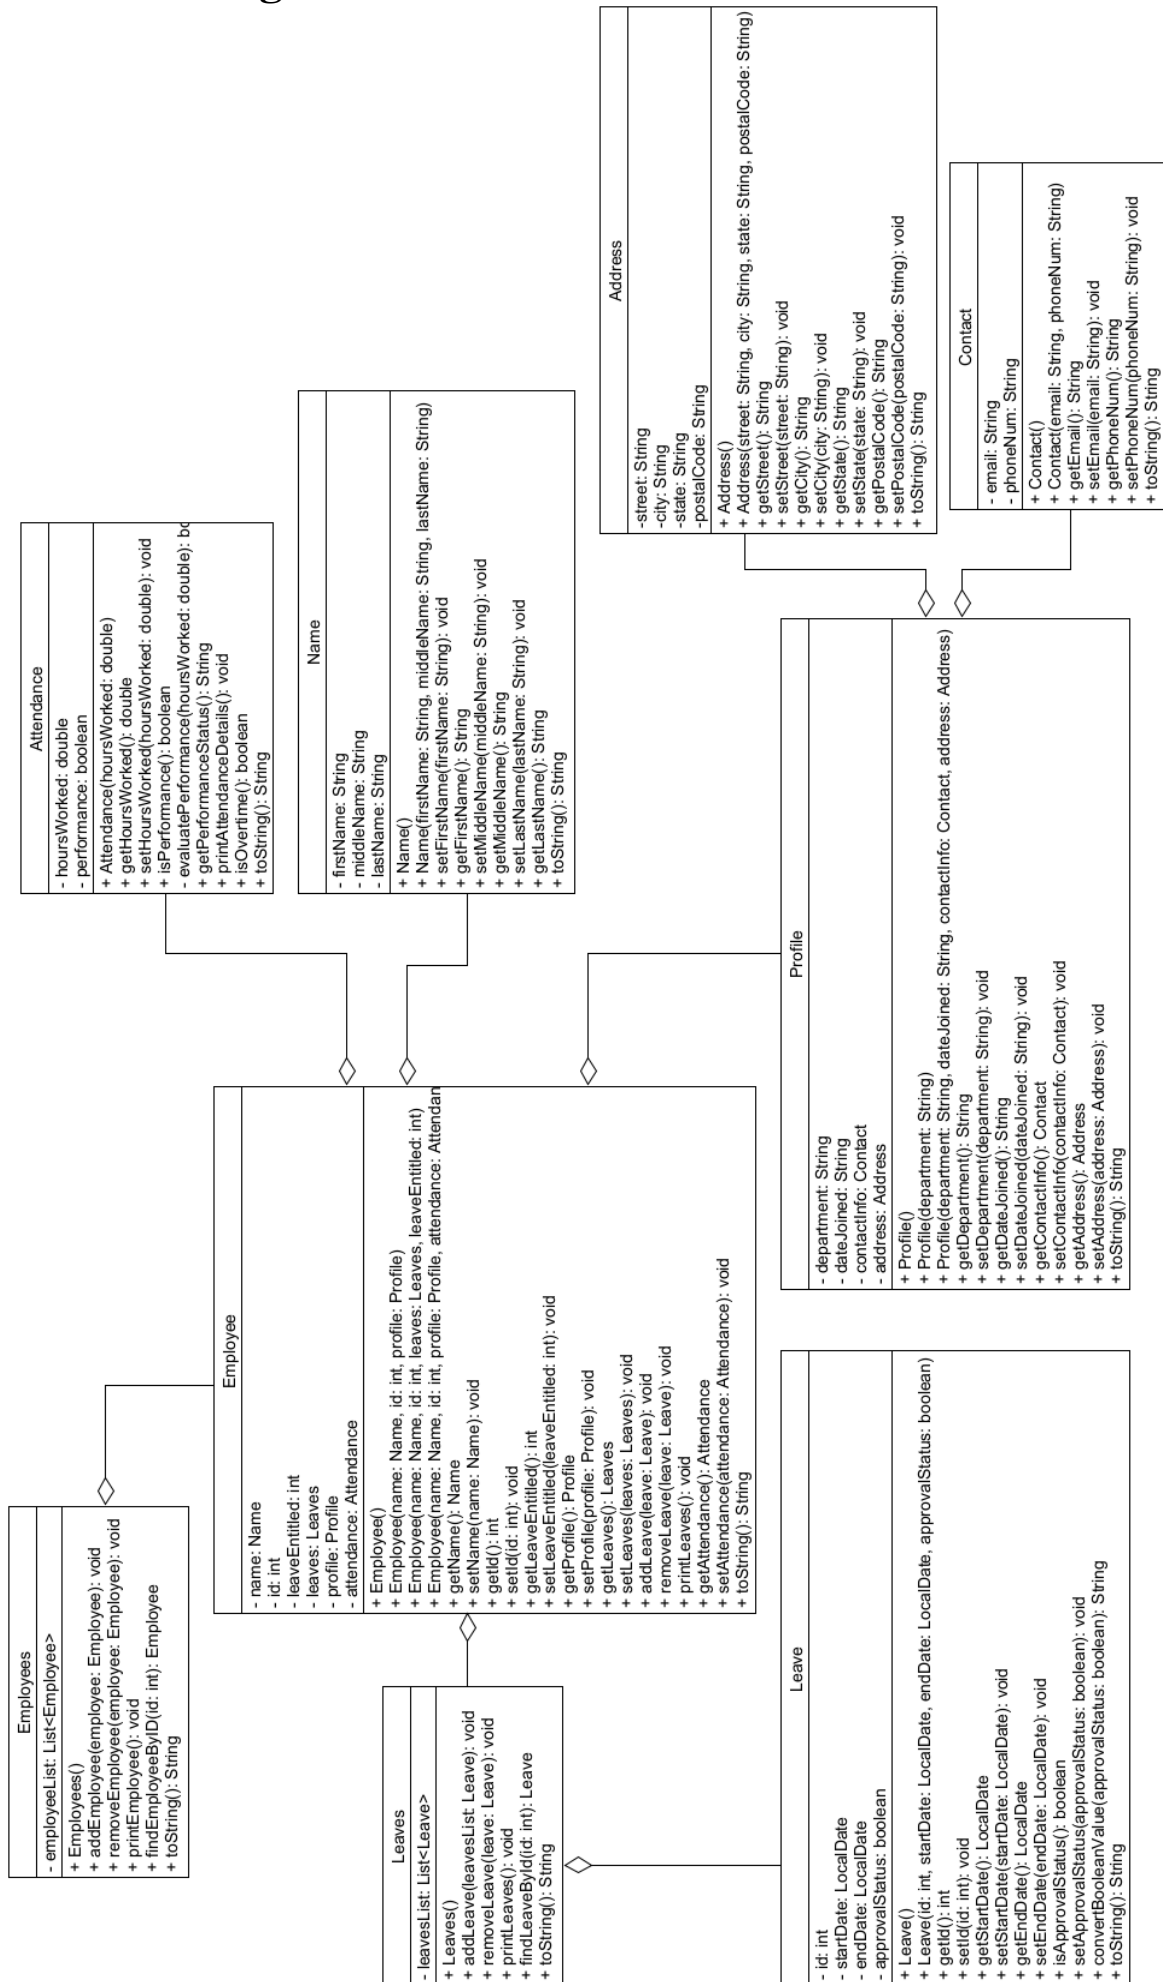 Employees
- employeeList: List<Employee>
+ Employees()
+ addEmployee(employee: Employee): void
+ removeEmployee(employee: Employee): void
+ printEmployee(): void
+ findEmployeeByID(id: int): Employee
+ toString(): String
Attendance
- hoursWorked: double
- performance: boolean
+ Attendance(hoursWorked: double)
+ getHoursWorked(): double
+ setHoursWorked(hoursWorked: double): void
+ isPerformance(): boolean
- evaluatePerformance(hoursWorked: double): bo
+ getPerformanceStatus(): String
+ printAttendanceDetails(): void
+ isOvertime(): boolean
+ toString(): String
Employee
- name: Name
- id: int
- leaveEntitled: int
- leaves: Leaves
- profile: Profile
- attendance: Attendance
+ Employee()
+ Employee(name: Name, id: int, profile: Profile)
+ Employee(name: Name, id: int, leaves: Leaves, leaveEntitled: int)
+ Employee(name: Name, id: int, profile: Profile, attendance: Attendan
+ getName(): Name
+ setName(name: Name): void
+ getId(): int
+ setId(id: int): void
+ getLeaveEntitled(): int
+ setLeaveEntitled(leaveEntitled: int): void
+ getProfile(): Profile
+ setProfile(profile: Profile): void
+ getLeaves(): Leaves
+ setLeaves(leaves: Leaves): void
+ addLeave(leave: Leave): void
+ removeLeave(leave: Leave): void
+ printLeaves(): void
+ getAttendance(): Attendance
+ setAttendance(attendance: Attendance): void
+ toString(): String
Name
- firstName: String
- middleName: String
- lastName: String
+ Name()
+ Name(firstName: String, middleName: String, lastName: String)
+ setFirstName(firstName: String): void
+ getFirstName(): String
+ setMiddleName(middleName: String): void
+ getMiddleName(): String
+ setLastName(lastName: String): void
+ getLastName(): String
+ toString(): String
Leaves
- leavesList: List<Leave>
+ Leaves()
+ addLeave(leavesList: Leave): void
+ removeLeave(leave: Leave): void
+ printLeaves(): void
+ findLeaveById(id: int): Leave
+ toString(): String
Address
-street: String
-city: String
-state: String
-postalCode: String
+ Address()
+ Address(street: String, city: String, state: String, postalCode: String)
+ getStreet(): String
+ setStreet(street: String): void
+ getCity(): String
+ setCity(city: String): void
+ getState(): String
+ setState(state: String): void
+ getPostalCode(): String
+ setPostalCode(postalCode: String): void
+ toString(): String
Leave
- id: int
- startDate: LocalDate
- endDate: LocalDate
- approvalStatus: boolean
+ Leave()
+ Leave(id: int, startDate: LocalDate, endDate: LocalDate, approvalStatus: boolean)
+ getId(): int
+ setId(id: int): void
+ getStartDate(): LocalDate
+ setStartDate(startDate: LocalDate): void
+ getEndDate(): LocalDate
+ setEndDate(endDate: LocalDate): void
+ isApprovalStatus(): boolean
+ setApprovalStatus(approvalStatus: boolean): void
+ convertBooleanValue(approvalStatus: boolean): String
+ toString(): String
Profile
- department: String
- dateJoined: String
- contactInfo: Contact
- address: Address
+ Profile()
+ Profile(department: String)
+ Profile(department: String, dateJoined: String, contactInfo: Contact, address: Address)
+ getDepartment(): String
+ setDepartment(department: String): void
+ getDateJoined(): String
+ setDateJoined(dateJoined: String): void
+ getContactInfo(): Contact
+ setContactInfo(contactInfo: Contact): void
+ getAddress(): Address
+ setAddress(address: Address): void
+ toString(): String
Contact
- email: String
- phoneNum: String
+ Contact()
+ Contact(email: String, phoneNum: String)
+ getEmail(): String
+ setEmail(email: String): void
+ getPhoneNum(): String
+ setPhoneNum(phoneNum: String): void
+ toString(): String